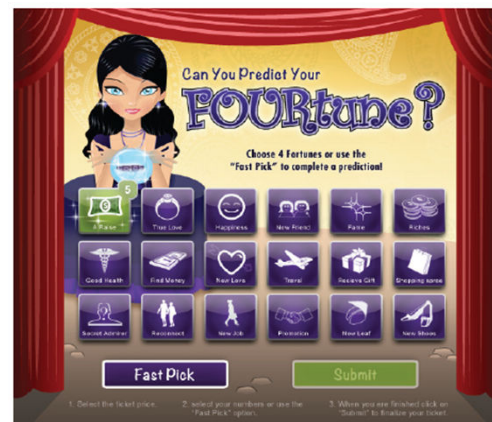 Can You Predict Your
FOURtune?
Choose 4 Fortunes or use the
"Fast Pick" to complete a prediction!
5
A Raise True Love Happiness New Friend Fame Riches
Good Health Find Money New Love Travel Receive Gift Shopping spree
Secret Admirer Reconnect New Job Promotion New Leaf New Shoes
Fast Pick Submit
1. Select the ticket price. 2. select your numbers or use the 3. When you are finished click on
"Fast Pick" option. "Submit" to finalize your ticket.